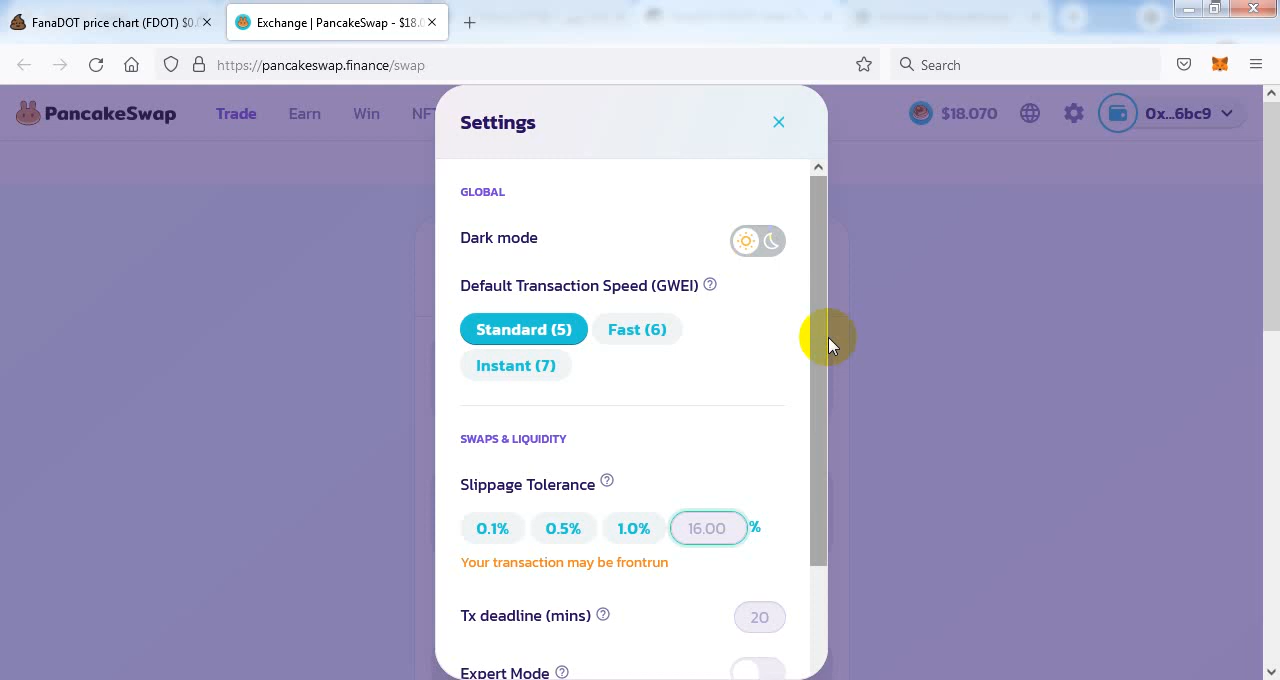 FanaDOT price chart (FDOT) $0.
Exchange | PancakeSwap - $18.0
https://pancakeswap.finance/swap
Search
PancakeSwap
Trade
Earn
Win
NFT
$18.070
0x...6bc9
Settings
GLOBAL
Dark mode
Default Transaction Speed (GWEI)
Standard (5)
Fast (6)
Instant (7)
SWAPS & LIQUIDITY
Slippage Tolerance
0.1%
0.5%
1.0%
16.00
%
Your transaction may be frontrun
Tx deadline (mins)
20
Expert Mode